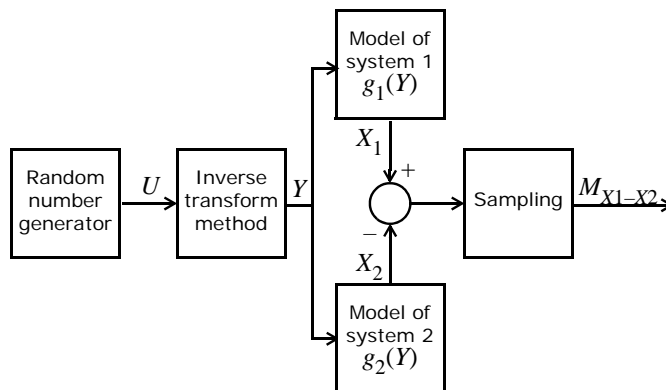 Model of
system 1
g1(Y)
X1
+
Random
number
generator
U
Inverse
transform
method
Y
Sampling
MX1–X2
–
X2
Model of
system 2
g2(Y)